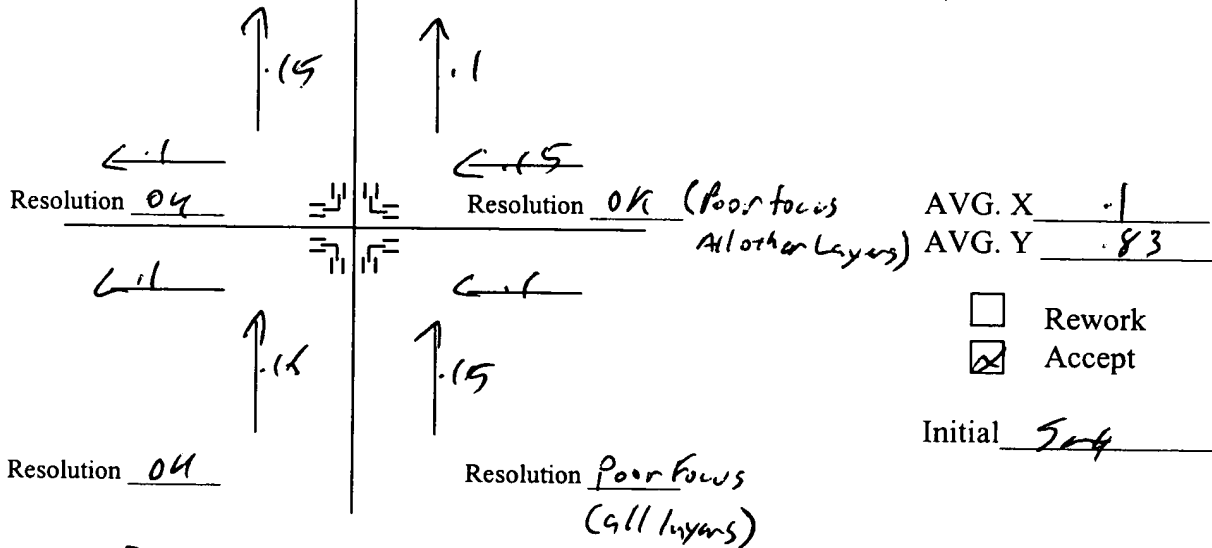 .15
.1
.1
.15
Resolution OK
Resolution OK (Poor focus
All other Layers)
AVG. X .1
AVG. Y .83
.1
.1
Rework
Accept
.15
.15
Initial
Resolution OK
Resolution Poor Focus
(all layers)